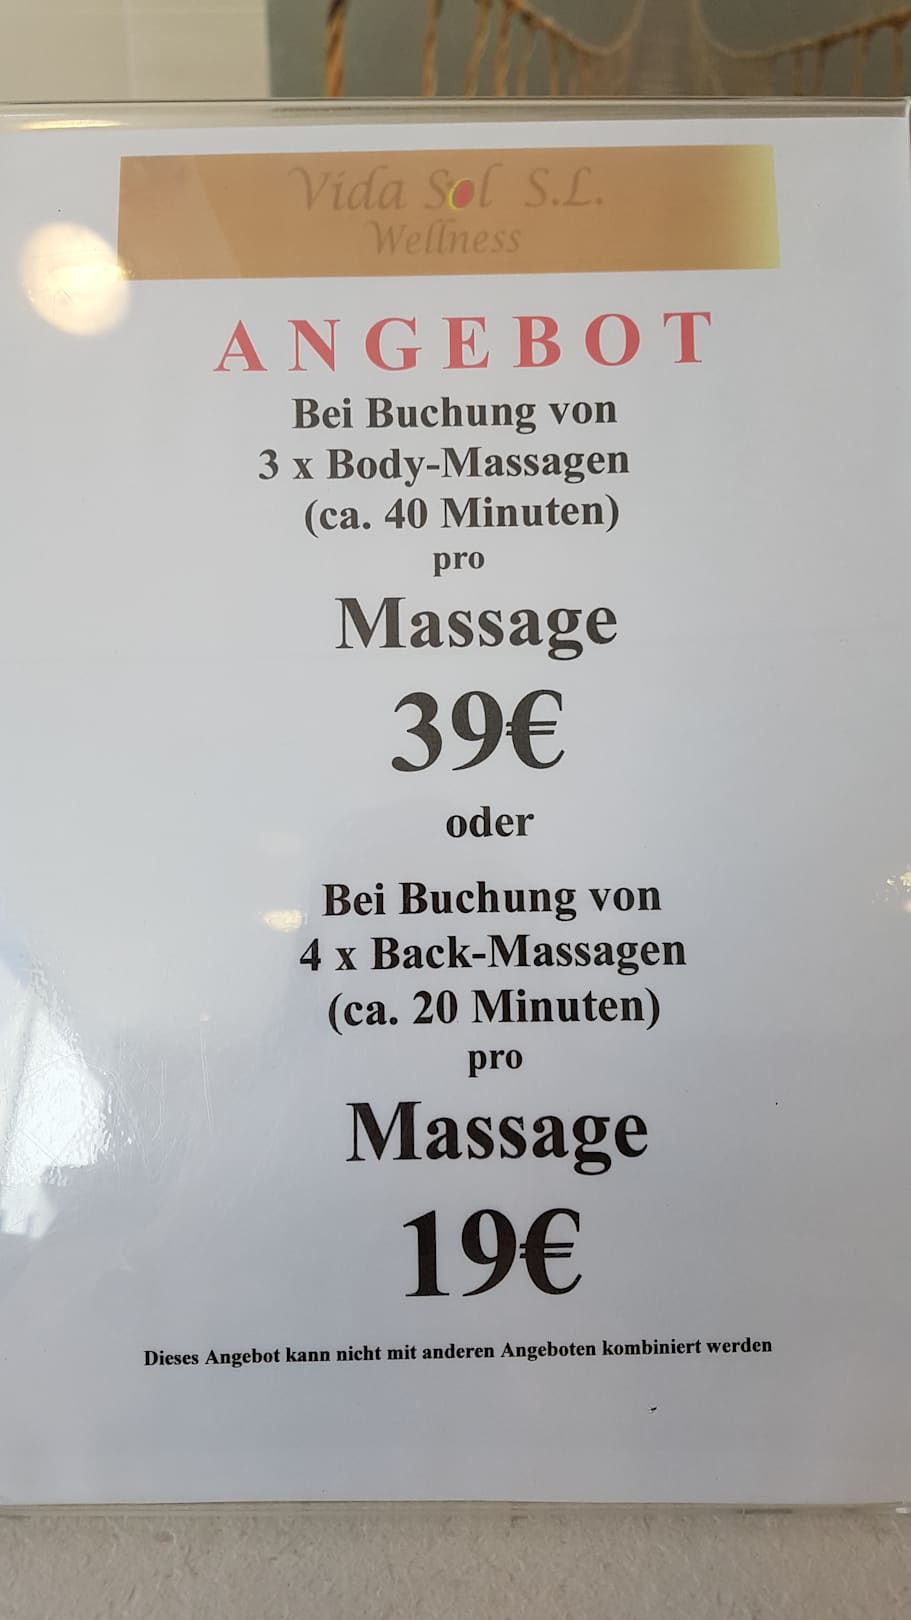 Vida Sol S.L.
Wellness
ANGEBOT
Bei Buchung von
3 x Body-Massagen
(ca. 40 Minuten)
pro
Massage
39€
oder
Bei Buchung von
4 x Back-Massagen
(ca. 20 Minuten)
pro
Massage
19€
Dieses Angebot kann nicht mit anderen Angeboten kombiniert werden